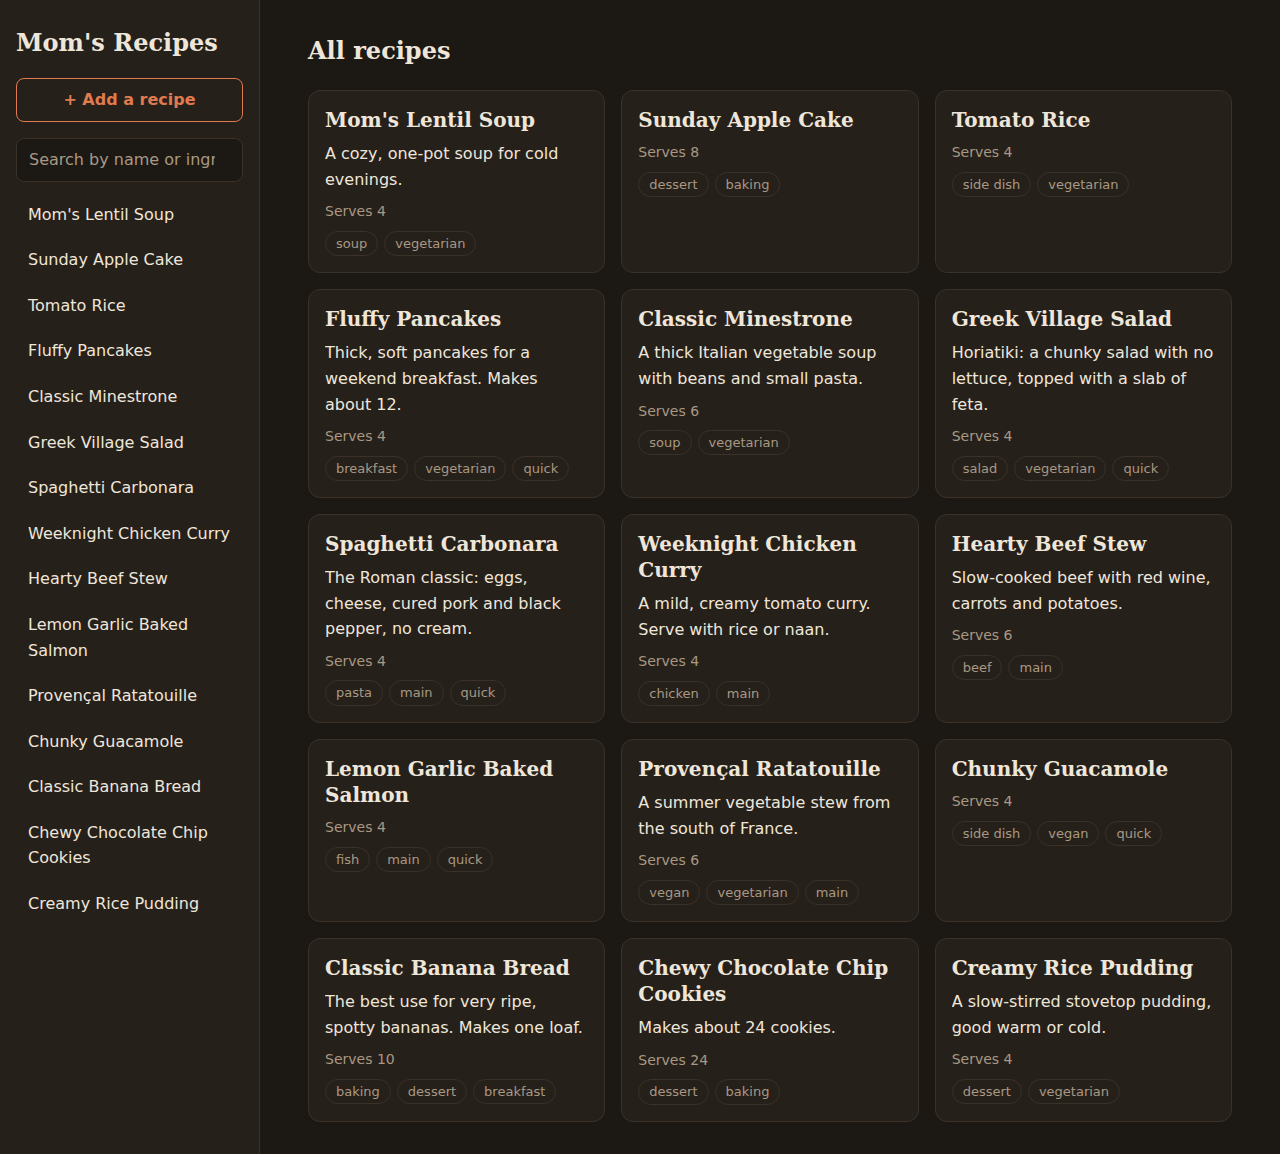 Mom's Recipes
+ Add a recipe
Search by name or ingr
Mom's Lentil Soup
Sunday Apple Cake
Tomato Rice
Fluffy Pancakes
Classic Minestrone
Greek Village Salad
Spaghetti Carbonara
Weeknight Chicken Curry
Hearty Beef Stew
Lemon Garlic Baked
Salmon
Provençal Ratatouille
Chunky Guacamole
Classic Banana Bread
Chewy Chocolate Chip
Cookies
Creamy Rice Pudding
All recipes
Mom's Lentil Soup
A cozy, one-pot soup for cold
evenings.
Serves 4
soup vegetarian
Sunday Apple Cake
Serves 8
dessert baking
Tomato Rice
Serves 4
side dish vegetarian
Fluffy Pancakes
Thick, soft pancakes for a
weekend breakfast. Makes
about 12.
Serves 4
breakfast vegetarian quick
Classic Minestrone
A thick Italian vegetable soup
with beans and small pasta.
Serves 6
soup vegetarian
Greek Village Salad
Horiatiki: a chunky salad with no
lettuce, topped with a slab of
feta.
Serves 4
salad vegetarian quick
Spaghetti Carbonara
The Roman classic: eggs,
cheese, cured pork and black
pepper, no cream.
Serves 4
pasta main quick
Weeknight Chicken
Curry
A mild, creamy tomato curry.
Serve with rice or naan.
Serves 4
chicken main
Hearty Beef Stew
Slow-cooked beef with red wine,
carrots and potatoes.
Serves 6
beef main
Lemon Garlic Baked
Salmon
Serves 4
fish main quick
Provençal Ratatouille
A summer vegetable stew from
the south of France.
Serves 6
vegan vegetarian main
Chunky Guacamole
Serves 4
side dish vegan quick
Classic Banana Bread
The best use for very ripe,
spotty bananas. Makes one loaf.
Serves 10
baking dessert breakfast
Chewy Chocolate Chip
Cookies
Makes about 24 cookies.
Serves 24
dessert baking
Creamy Rice Pudding
A slow-stirred stovetop pudding,
good warm or cold.
Serves 4
dessert vegetarian